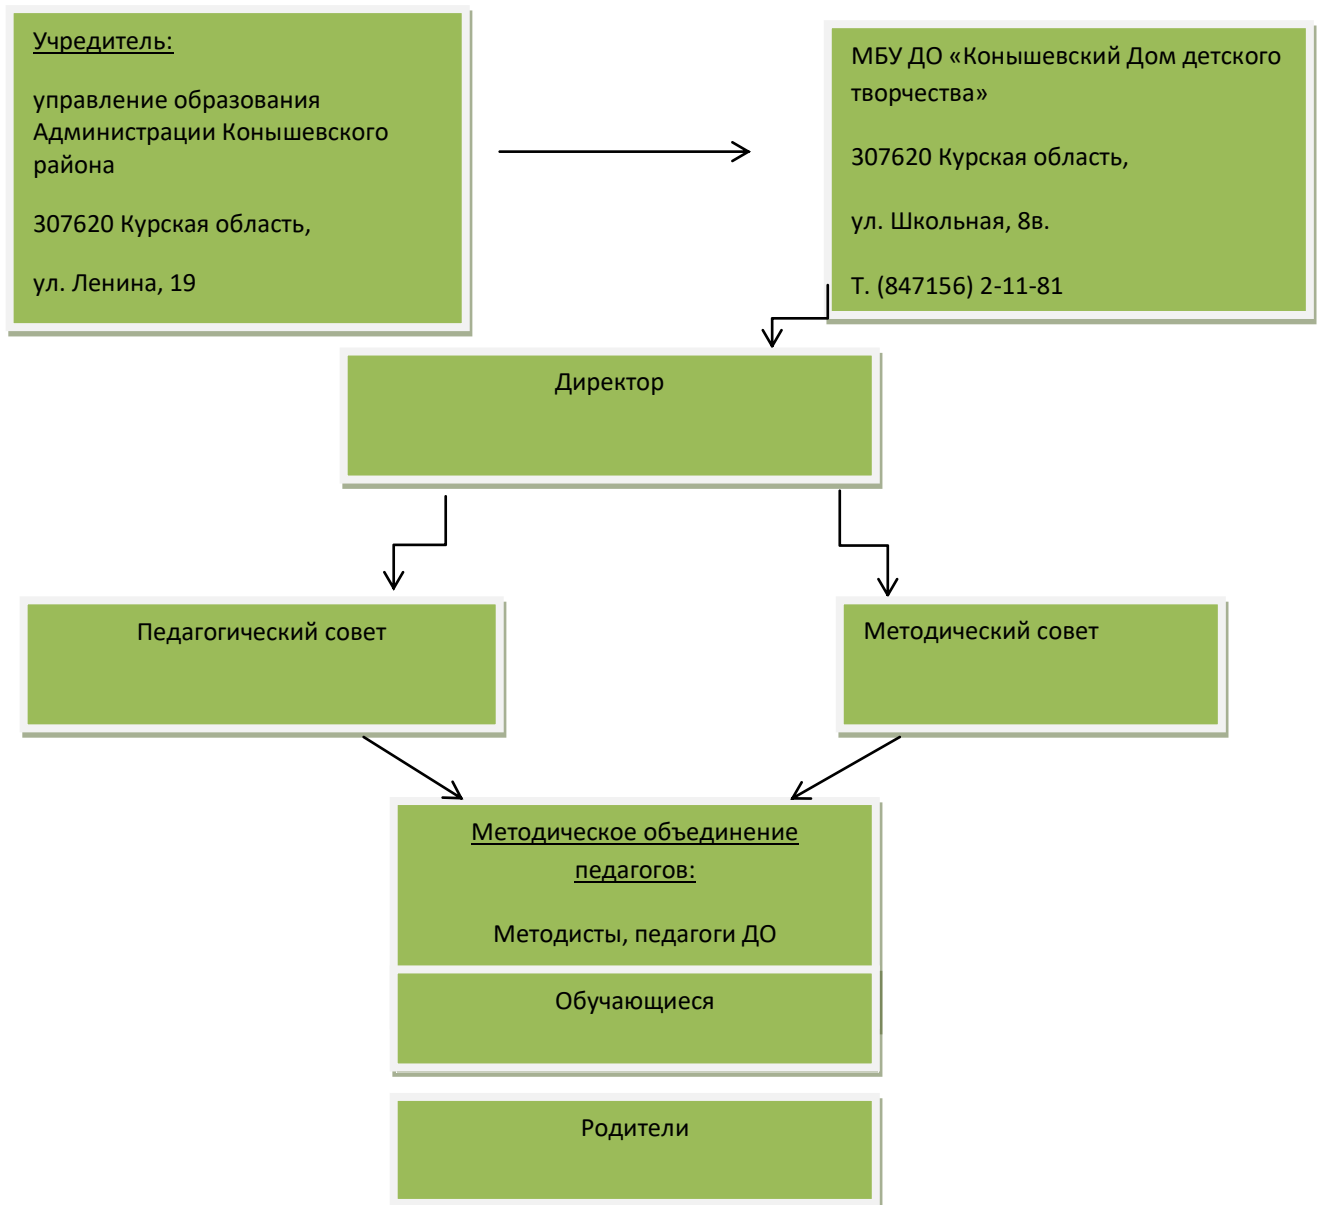 Учредитель:
управление образования
Администрации Конышевского
района
307620 Курская область,
ул. Ленина, 19
МБУ ДО «Конышевский Дом детского
творчества»
307620 Курская область,
ул. Школьная, 8в.
Т. (847156) 2-11-81
Директор
Педагогический совет
Методический совет
Методическое объединение
педагогов:
Методисты, педагоги ДО
Обучающиеся
Родители